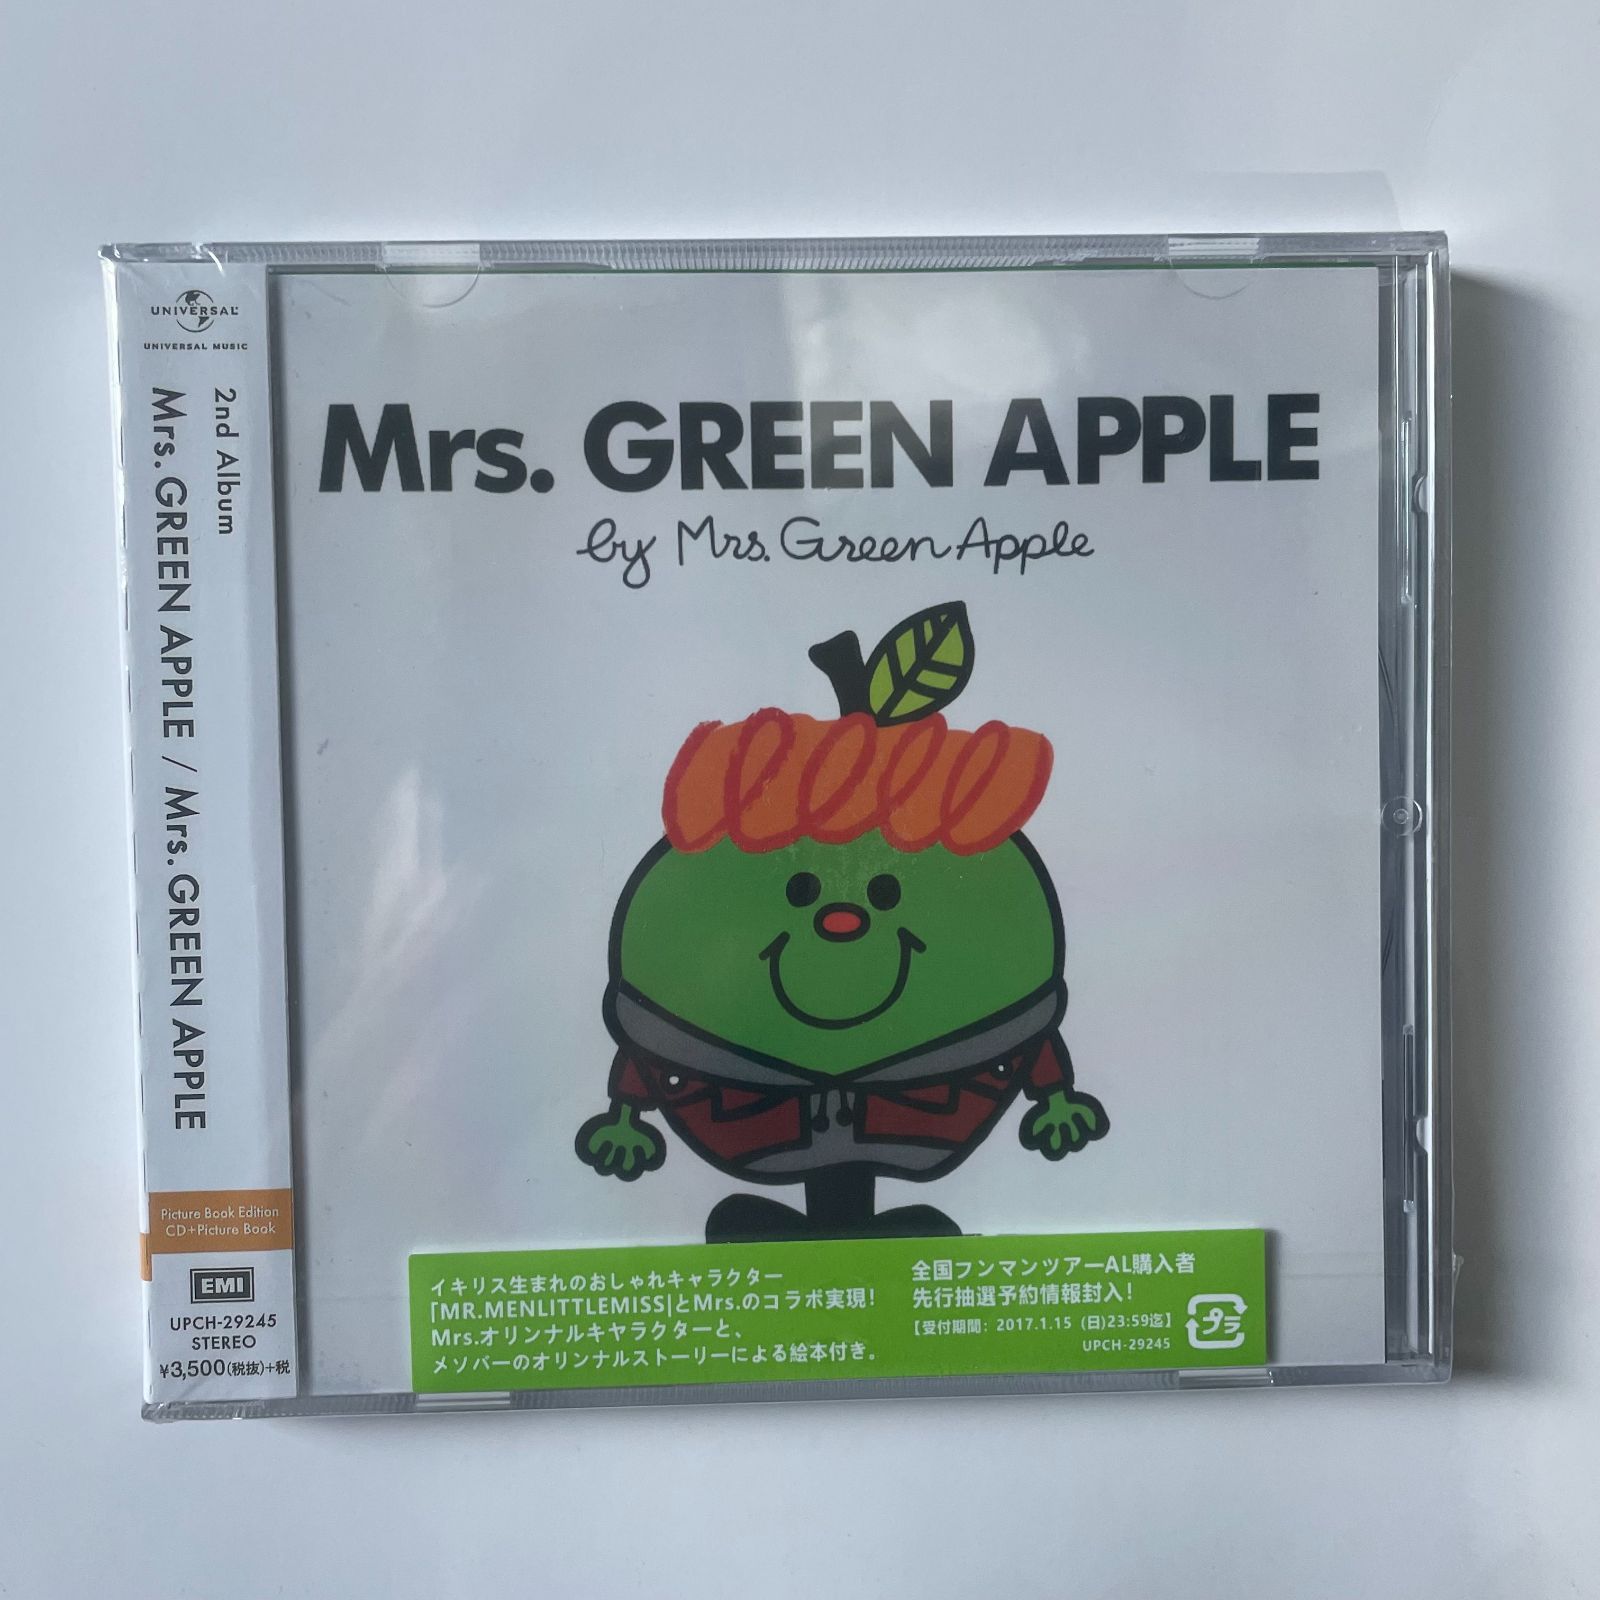 UNIVERSAL
UNIVERSAL MUSIC
2nd Album
Mrs. GREEN APPLE / Mrs. GREEN APPLE
Picture Book Edition
CD+Picture Book
EMI
UPCH-29245
STEREO
¥3,500(税抜)+税
Mrs. GREEN APPLE
by Mrs. Green Apple
イキリス生まれのおしゃれキャラクター
「MR.MENLITTLEMISS|とMrs.のコラボ実現!
Mrs.オリンナルキヤラクターと、
メソバーのオリンナルストーリーによる絵本付き。
全国フンマンツアーAL購入者
先行抽選予約情報封入!
【受付期間: 2017.1.15 (日)23:59迄】
UPCH-29245
プラ